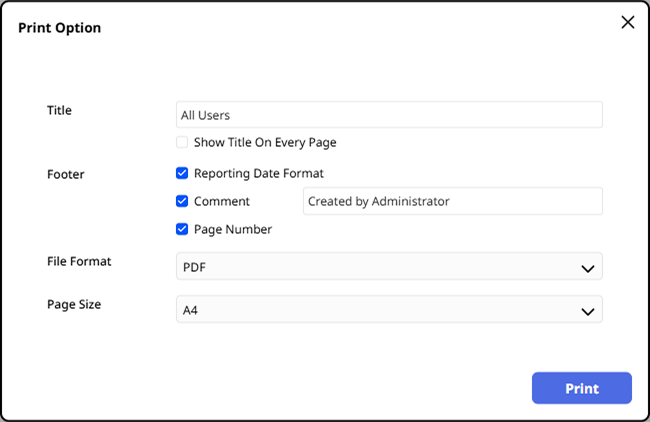 Print Option
Title
All Users
Show Title On Every Page
Footer
Reporting Date Format
Comment
Created by Administrator
Page Number
File Format
PDF
Page Size
A4
Print